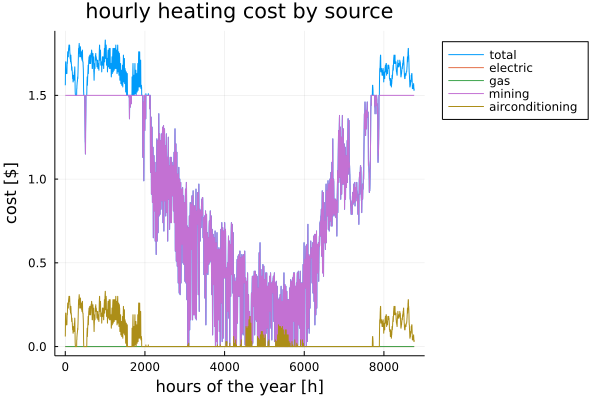 hourly heating cost by source
total
electric
gas
mining
airconditioning
1.5
1.0
0.5
0.0
cost [$]
0 2000 4000 6000 8000
hours of the year [h]